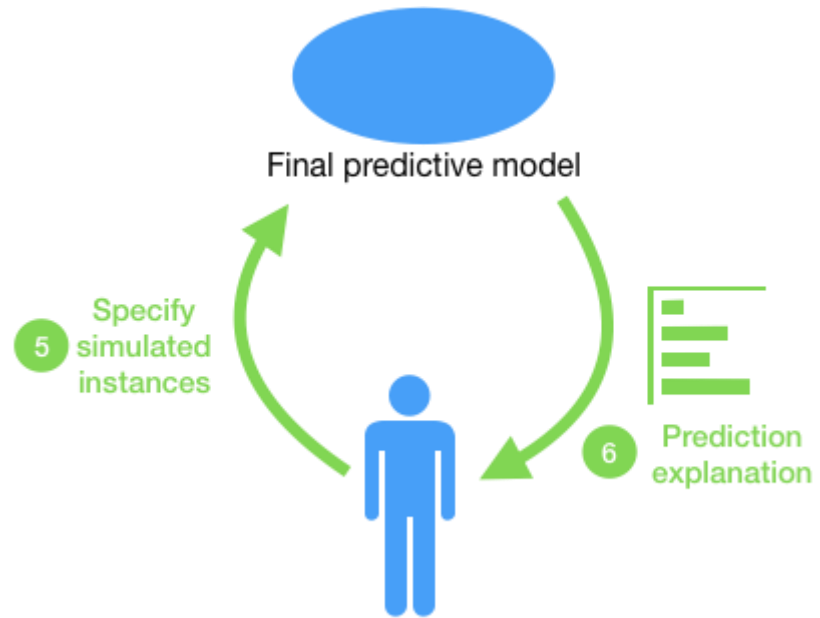 Final predictive model
5
Specify
simulated
instances
6
Prediction
explanation